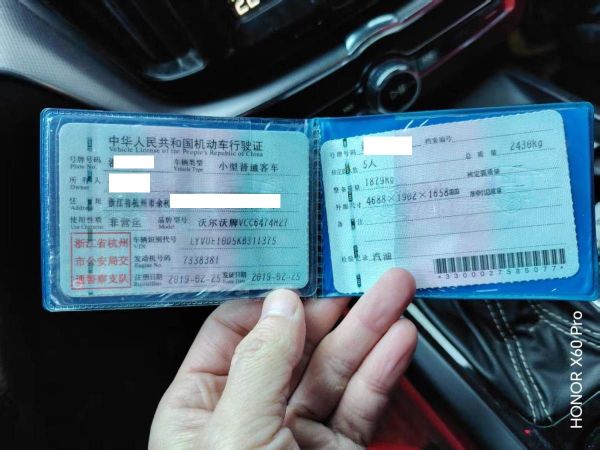 中华人民共和国机动车行驶证
Vehicle License of the People's Republic of China
号牌号码
Plate No.
车辆类型
Vehicle Type
小型普通客车
所有人
Owner
住址
Address
浙江省杭州市余杭
使用性质
Use Character
非营运
品牌型号
Model
沃尔沃牌VCC6474H27
浙江省杭州
市公安局交
通警察支队
车辆识别代号
VIN
发动机号码
Engine No.
7338381
注册日期
Register Date
2019-02-25
发证日期
Issue Date
2019-02-25
号牌号码
档案编号
核定载人数
5人
总质量
2430kg
整备质量
1879kg
核定载质量
外廓尺寸
4688×1902×1658mm
准牵引总质量
备注
检验记录
汽油
*3300027585077*
HONOR X60 Pro